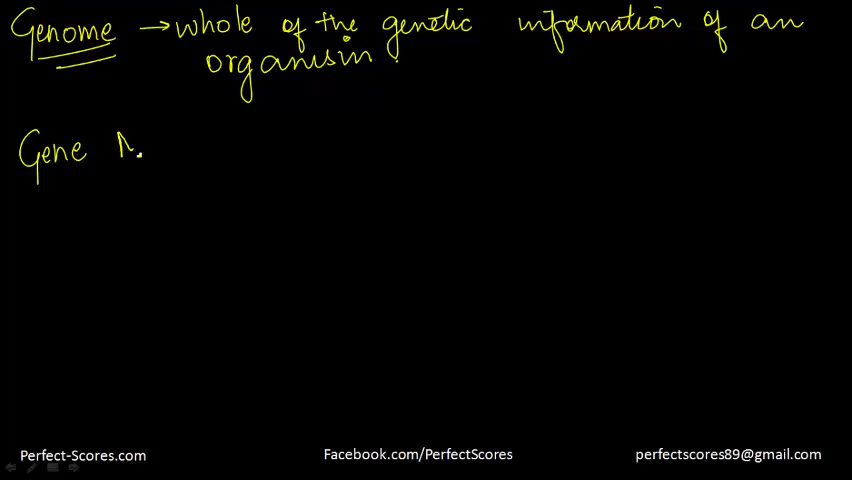 Genome → whole of the genetic information of an
organism.
Gene
Perfect-Scores.com
Facebook.com/PerfectScores
perfectscores89@gmail.com